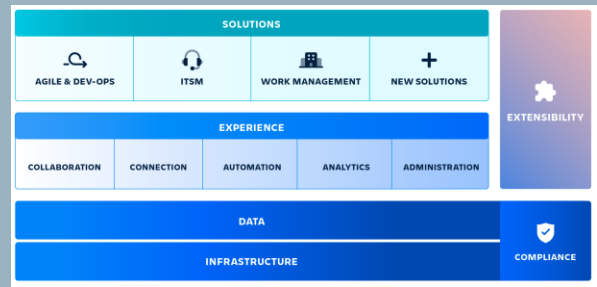 SOLUTIONS
AGILE & DEV-OPS
ITSM
WORK MANAGEMENT
NEW SOLUTIONS
EXTENSIBILITY
EXPERIENCE
COLLABORATION
CONNECTION
AUTOMATION
ANALYTICS
ADMINISTRATION
DATA
INFRASTRUCTURE
COMPLIANCE